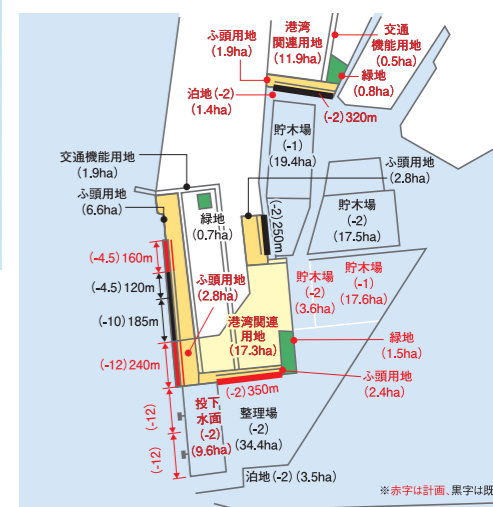 港湾
関連用地
(11.9ha)
交通
機能用地
(0.5ha)
ふ頭用地
(1.9ha)
緑地
(0.8ha)
泊地(-2)
(1.4ha)
(-2)320m
貯木場
(-1)
(19.4ha)
交通機能用地
(1.9ha)
ふ頭用地
(2.8ha)
ふ頭用地
(6.6ha)
貯木場
(-2)
(17.5ha)
緑地
(0.7ha)
(-2)250m
(-4.5)160m
ふ頭用地
(2.8ha)
貯木場
(-2)
(3.6ha)
貯木場
(-1)
(17.6ha)
(-4.5)120m
(-10)185m
港湾関連
用地
(17.3ha)
緑地
(1.5ha)
(-12)240m
ふ頭用地
(2.4ha)
(-2)350m
(-12)
(-12)
投下
水面
(-2)
(9.6ha)
整理場
(-2)
(34.4ha)
泊地(-2)(3.5ha)
※赤字は計画、黒字は既